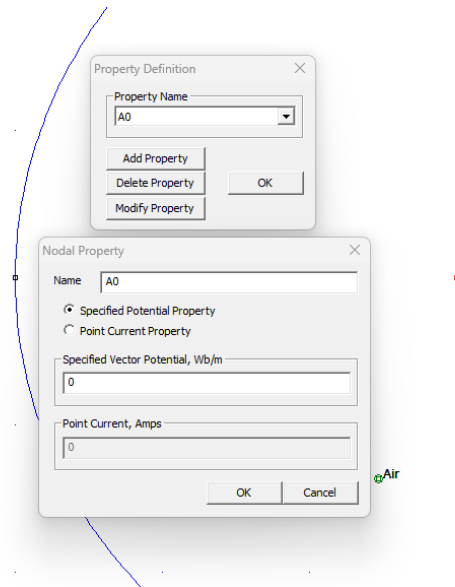 Property Definition
Property Name
A0
Add Property
Delete Property
OK
Modify Property
Nodal Property
Name
A0
Specified Potential Property
Point Current Property
Specified Vector Potential, Wb/m
0
Point Current, Amps
0
Air
OK
Cancel